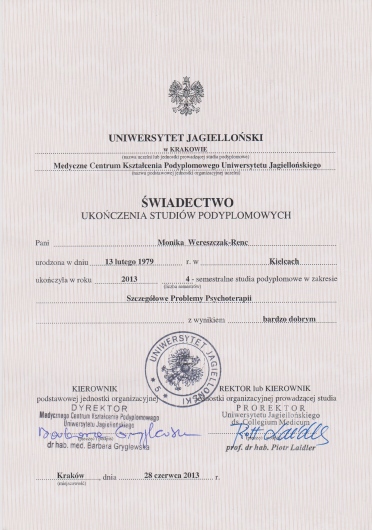 UNIWERSYTET JAGIELLOŃSKI
w KRAKOWIE
(nazwa uczelni lub jednostki prowadzącej studia podyplomowe)
Medyczne Centrum Kształcenia Podyplomowego Uniwersytetu Jagiellońskiego
(nazwa podstawowej jednostki organizacyjnej uczelni)
ŚWIADECTWO
UKOŃCZENIA STUDIÓW PODYPLOMOWYCH
Pani Monika Wereszczak-Renc
urodzona w dniu 13 lutego 1979 r. w Kielcach
ukończyła w roku 2013 4 - semestralne studia podyplomowe w zakresie
(liczba semestrów)
Szczegółowe Problemy Psychoterapii
z wynikiem bardzo dobrym
UNIWERSYTET JAGIELLOŃSKI
* 5 *
KIEROWNIK
podstawowej jednostki organizacyjnej
DYREKTOR
Medycznego Centrum Kształcenia Podyplomowego
Uniwersytetu Jagiellońskiego
Barbara Gryglewska
dr hab. med. Barbara Gryglewska
REKTOR lub KIEROWNIK
jednostki organizacyjnej prowadzącej studia
PROREKTOR
Uniwersytetu Jagiellońskiego
ds Collegium Medicum
prof. dr hab. Piotr Laidler
Kraków dnia 28 czerwca 2013 r.
(miejscowość)